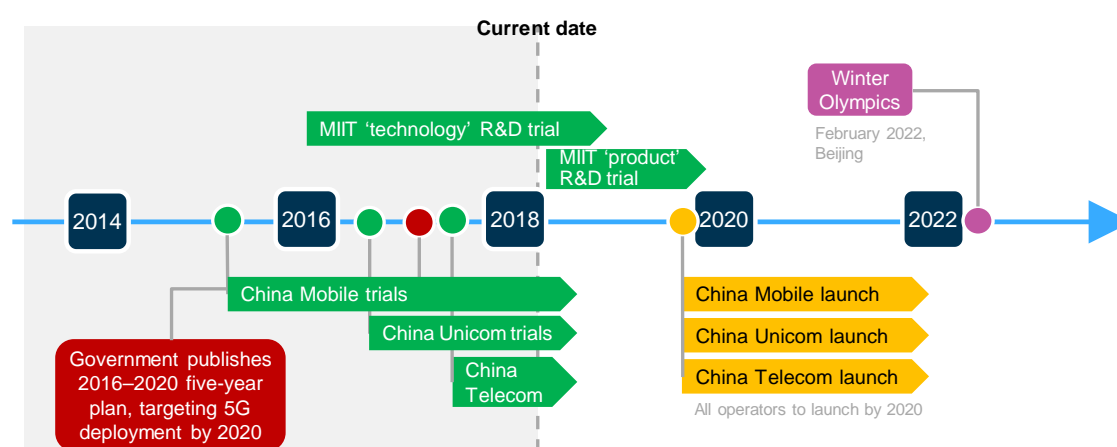 Current date
Winter
Olympics
February 2022,
Beijing
MIIT ‘technology’ R&D trial
MIIT ‘product’
R&D trial
2014
2016
2018
2020
2022
China Mobile trials
China Unicom trials
China
Telecom
Government publishes
2016–2020 five-year
plan, targeting 5G
deployment by 2020
China Mobile launch
China Unicom launch
China Telecom launch
All operators to launch by 2020